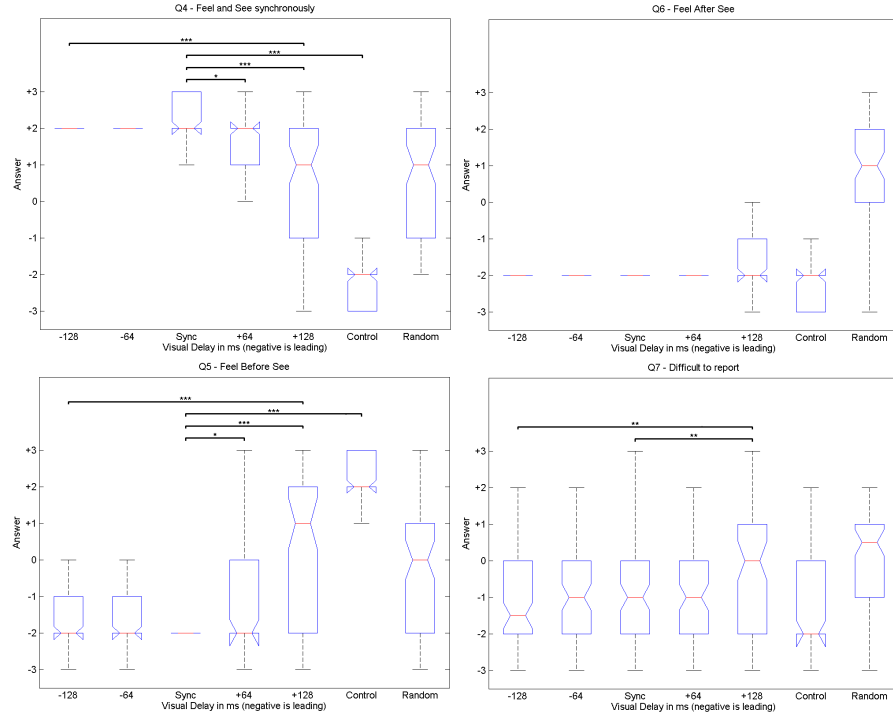 Q4 - Feel and See synchronously
***
***
***
*
+3
+2
+1
0
-1
-2
-3
Answer
-128 -64 Sync +64 +128 Control Random
Visual Delay in ms (negative is leading)
Q6 - Feel After See
+3
+2
+1
0
-1
-2
-3
Answer
-128 -64 Sync +64 +128 Control Random
Visual Delay in ms (negative is leading)
Q5 - Feel Before See
***
***
***
*
+3
+2
+1
0
-1
-2
-3
Answer
-128 -64 Sync +64 +128 Control Random
Visual Delay in ms (negative is leading)
Q7 - Difficult to report
**
**
+3
+2
+1
0
-1
-2
-3
Answer
-128 -64 Sync +64 +128 Control Random
Visual Delay in ms (negative is leading)